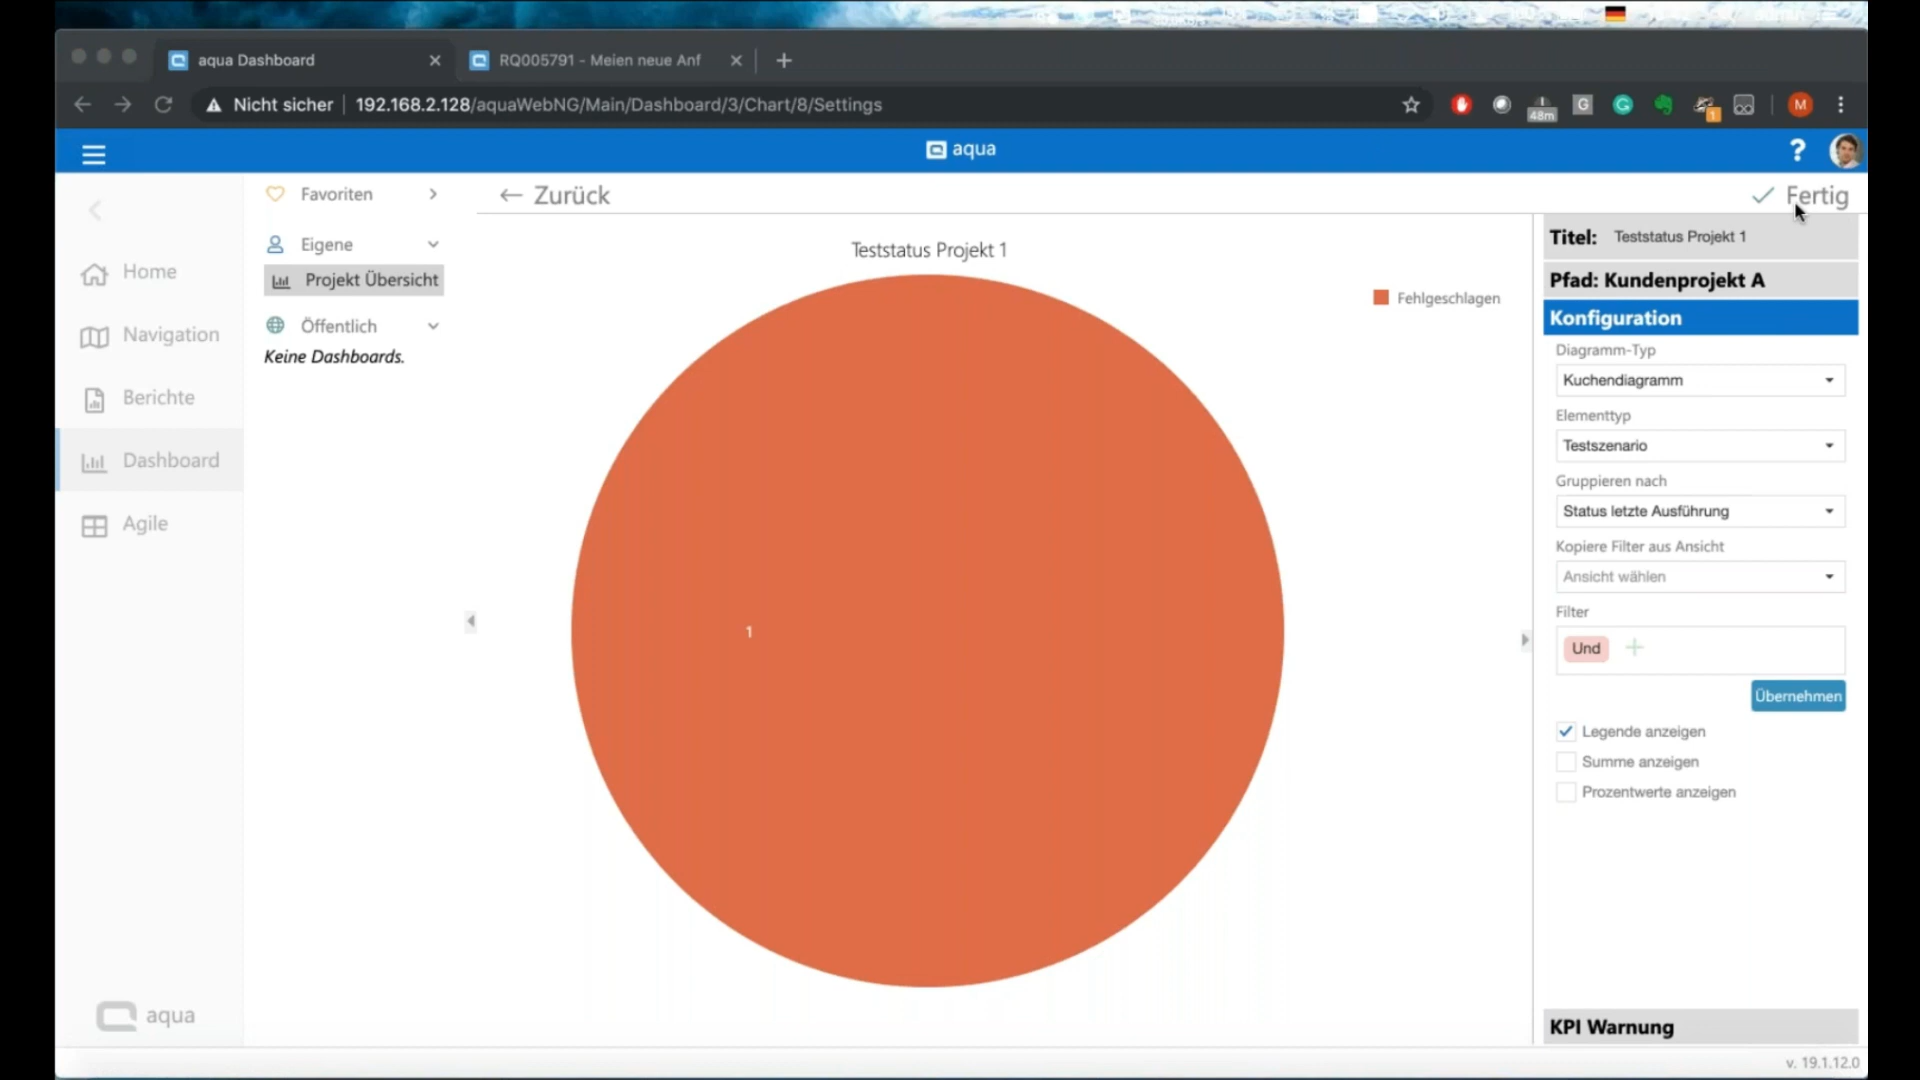 aqua Dashboard
RQ005791 - Meien neue Anf
Nicht sicher
192.168.2.128/aquaWebNG/Main/Dashboard/3/Chart/8/Settings
48m
G
1
M
aqua
?
Home
Navigation
Berichte
Dashboard
Agile
aqua
Favoriten
Eigene
Projekt Übersicht
Öffentlich
Keine Dashboards.
Zurück
Fertig
Teststatus Projekt 1
Fehlgeschlagen
1
Titel: Teststatus Projekt 1
Pfad: Kundenprojekt A
Konfiguration
Diagramm-Typ
Kuchendiagramm
Elementtyp
Testszenario
Gruppieren nach
Status letzte Ausführung
Kopiere Filter aus Ansicht
Ansicht wählen
Filter
Und
Übernehmen
Legende anzeigen
Summe anzeigen
Prozentwerte anzeigen
KPI Warnung
v. 19.1.12.0